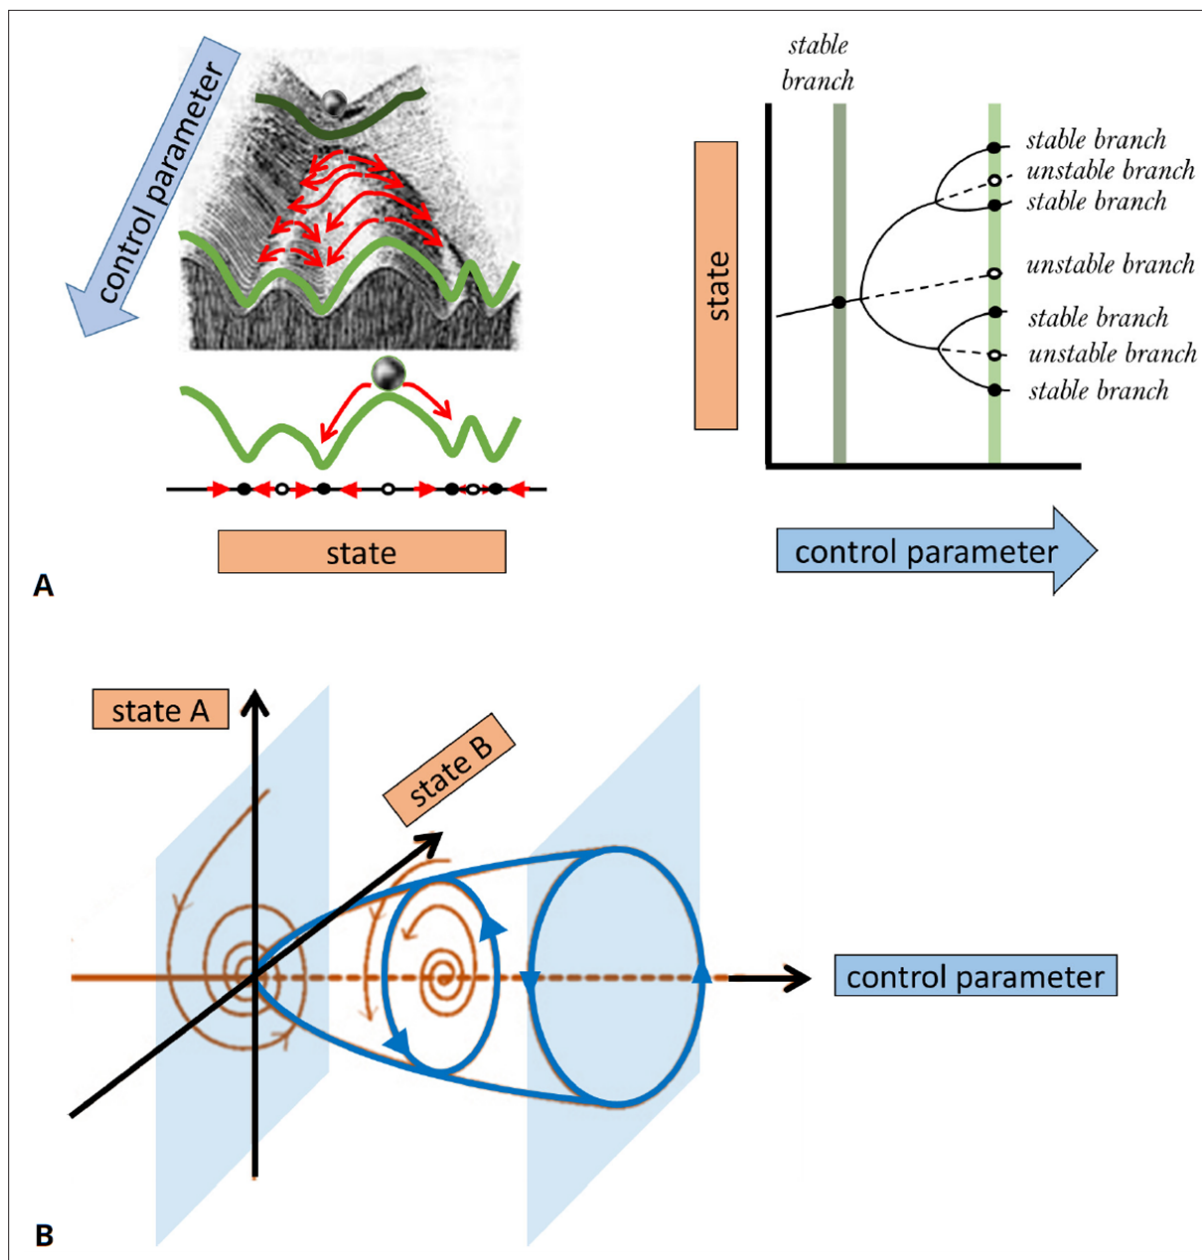 control parameter
state
A
stable
branch
state
stable branch
unstable branch
stable branch
unstable branch
stable branch
unstable branch
stable branch
control parameter
state A
state B
control parameter
B